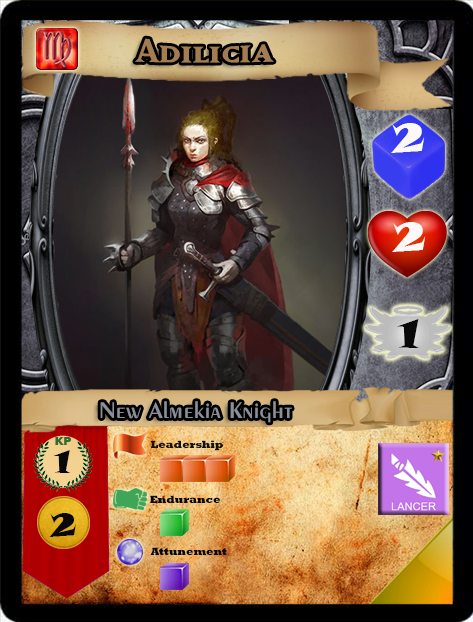 ♍
Adilicia
2
2
1
New Almekia Knight
KP
1
2
Leadership
Endurance
Attunement
LANCER